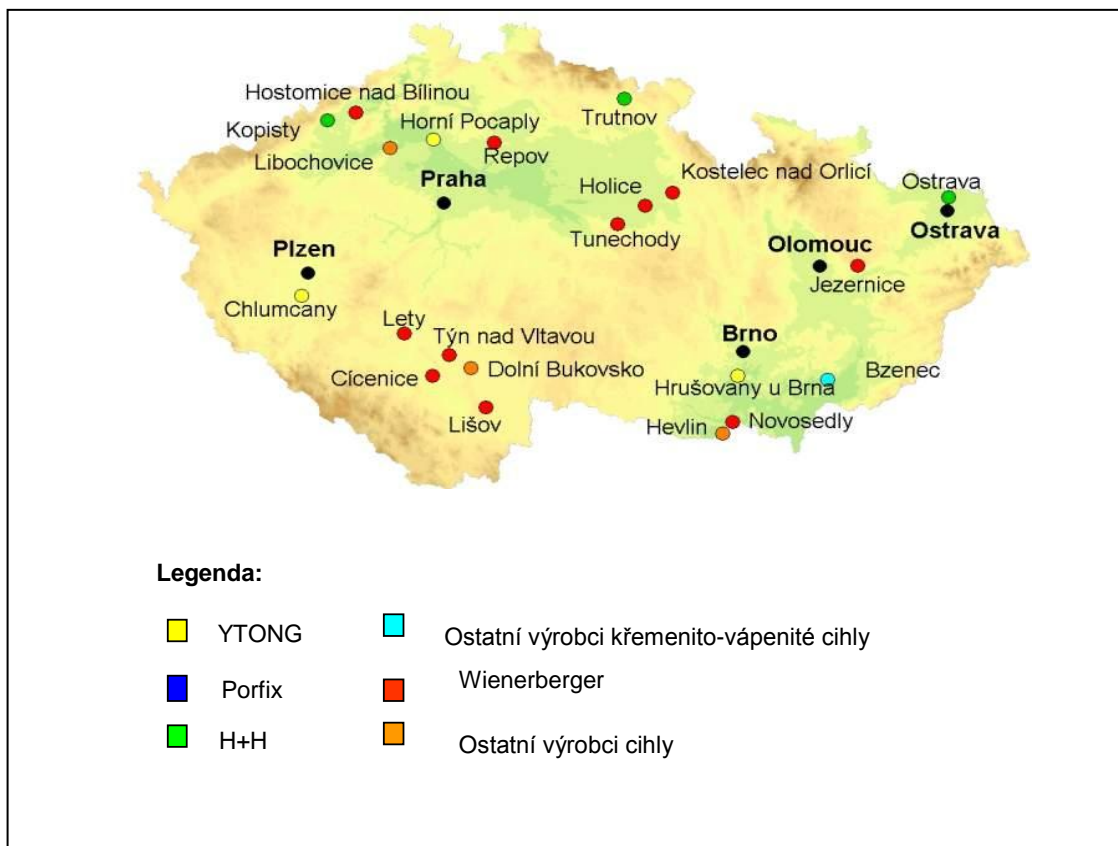 Hostomice nad Bílinou
Kopisty
Horní Pocaply
Trutnov
Libochovice
Repov
Praha
Kostelec nad Orlicí
Holice
Ostrava
Tunechody
Ostrava
Plzen
Olomouc
Jezernice
Chlumcany
Lety
Týn nad Vltavou
Brno
Cícenice
Dolní Bukovsko
Bzenec
Hrušovany u Brna
Lišov
Hevlin
Novosedly
Legenda:
YTONG
Ostatní výrobci křemenito-vápenité cihly
Porfix
Wienerberger
H+H
Ostatní výrobci cihly